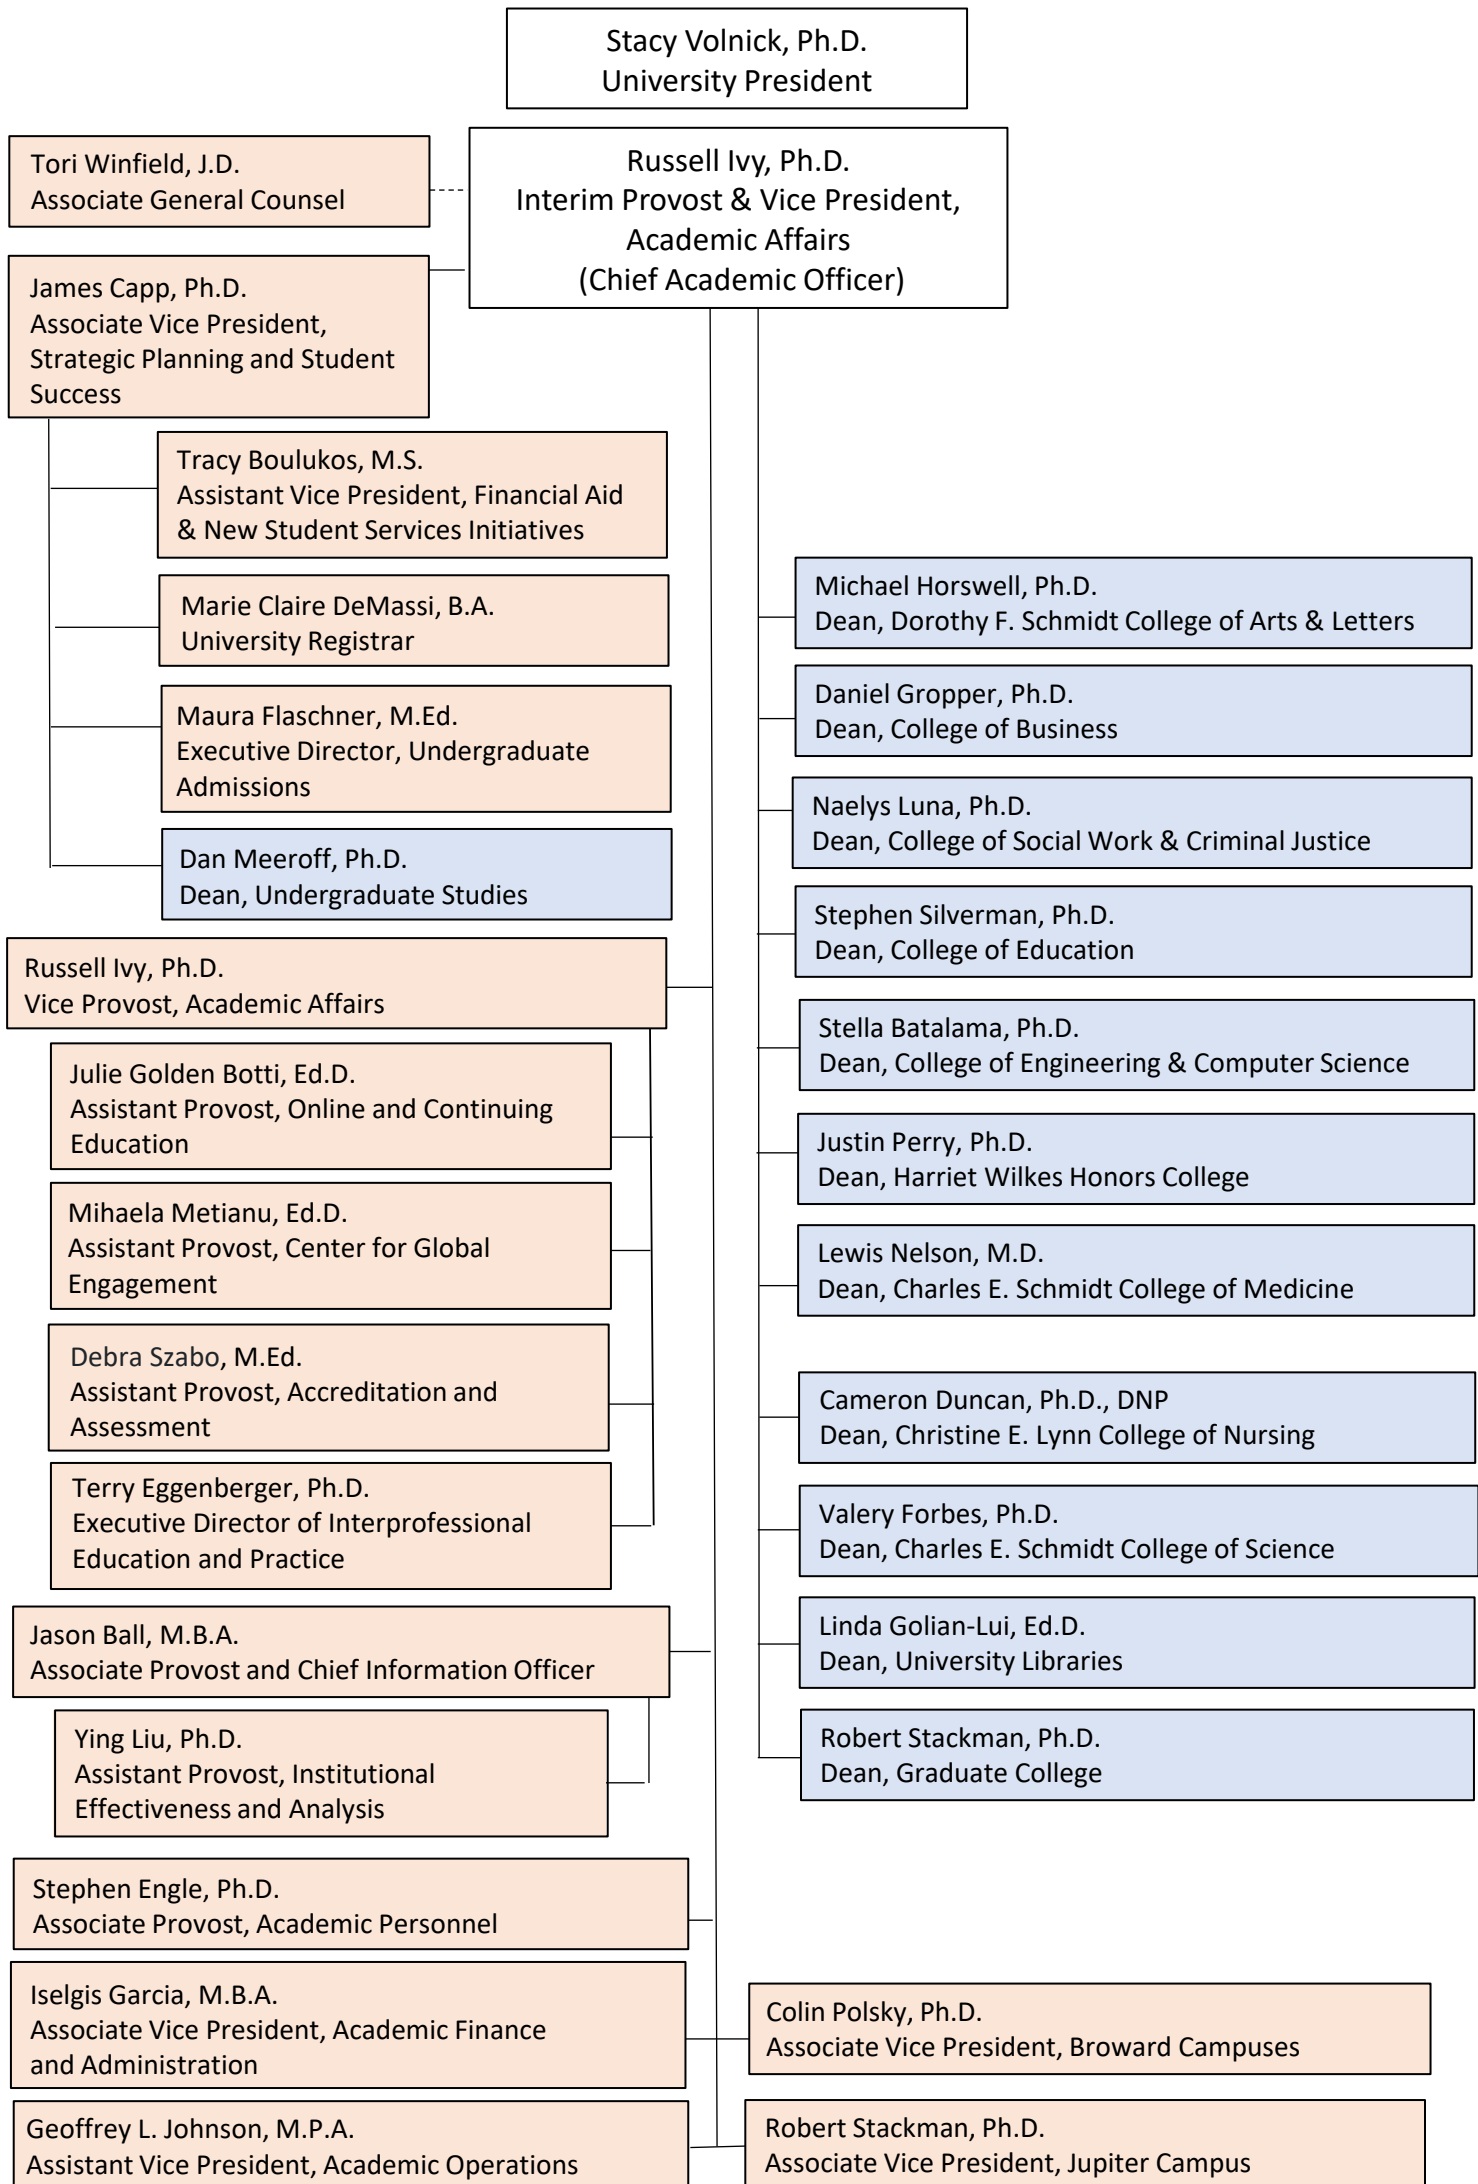 Stacy Volnick, Ph.D.
University President
Tori Winfield, J.D.
Associate General Counsel
Russell Ivy, Ph.D.
Interim Provost & Vice President,
Academic Affairs
(Chief Academic Officer)
James Capp, Ph.D.
Associate Vice President,
Strategic Planning and Student
Success
Tracy Boulukos, M.S.
Assistant Vice President, Financial Aid
& New Student Services Initiatives
Marie Claire DeMassi, B.A.
University Registrar
Maura Flaschner, M.Ed.
Executive Director, Undergraduate
Admissions
Dan Meeroff, Ph.D.
Dean, Undergraduate Studies
Russell Ivy, Ph.D.
Vice Provost, Academic Affairs
Julie Golden Botti, Ed.D.
Assistant Provost, Online and Continuing
Education
Mihaela Metianu, Ed.D.
Assistant Provost, Center for Global
Engagement
Debra Szabo, M.Ed.
Assistant Provost, Accreditation and
Assessment
Terry Eggenberger, Ph.D.
Executive Director of Interprofessional
Education and Practice
Jason Ball, M.B.A.
Associate Provost and Chief Information Officer
Ying Liu, Ph.D.
Assistant Provost, Institutional
Effectiveness and Analysis
Stephen Engle, Ph.D.
Associate Provost, Academic Personnel
Iselgis Garcia, M.B.A.
Associate Vice President, Academic Finance
and Administration
Geoffrey L. Johnson, M.P.A.
Assistant Vice President, Academic Operations
Michael Horswell, Ph.D.
Dean, Dorothy F. Schmidt College of Arts & Letters
Daniel Gropper, Ph.D.
Dean, College of Business
Naelys Luna, Ph.D.
Dean, College of Social Work & Criminal Justice
Stephen Silverman, Ph.D.
Dean, College of Education
Stella Batalama, Ph.D.
Dean, College of Engineering & Computer Science
Justin Perry, Ph.D.
Dean, Harriet Wilkes Honors College
Lewis Nelson, M.D.
Dean, Charles E. Schmidt College of Medicine
Cameron Duncan, Ph.D., DNP
Dean, Christine E. Lynn College of Nursing
Valery Forbes, Ph.D.
Dean, Charles E. Schmidt College of Science
Linda Golian-Lui, Ed.D.
Dean, University Libraries
Robert Stackman, Ph.D.
Dean, Graduate College
Colin Polsky, Ph.D.
Associate Vice President, Broward Campuses
Robert Stackman, Ph.D.
Associate Vice President, Jupiter Campus